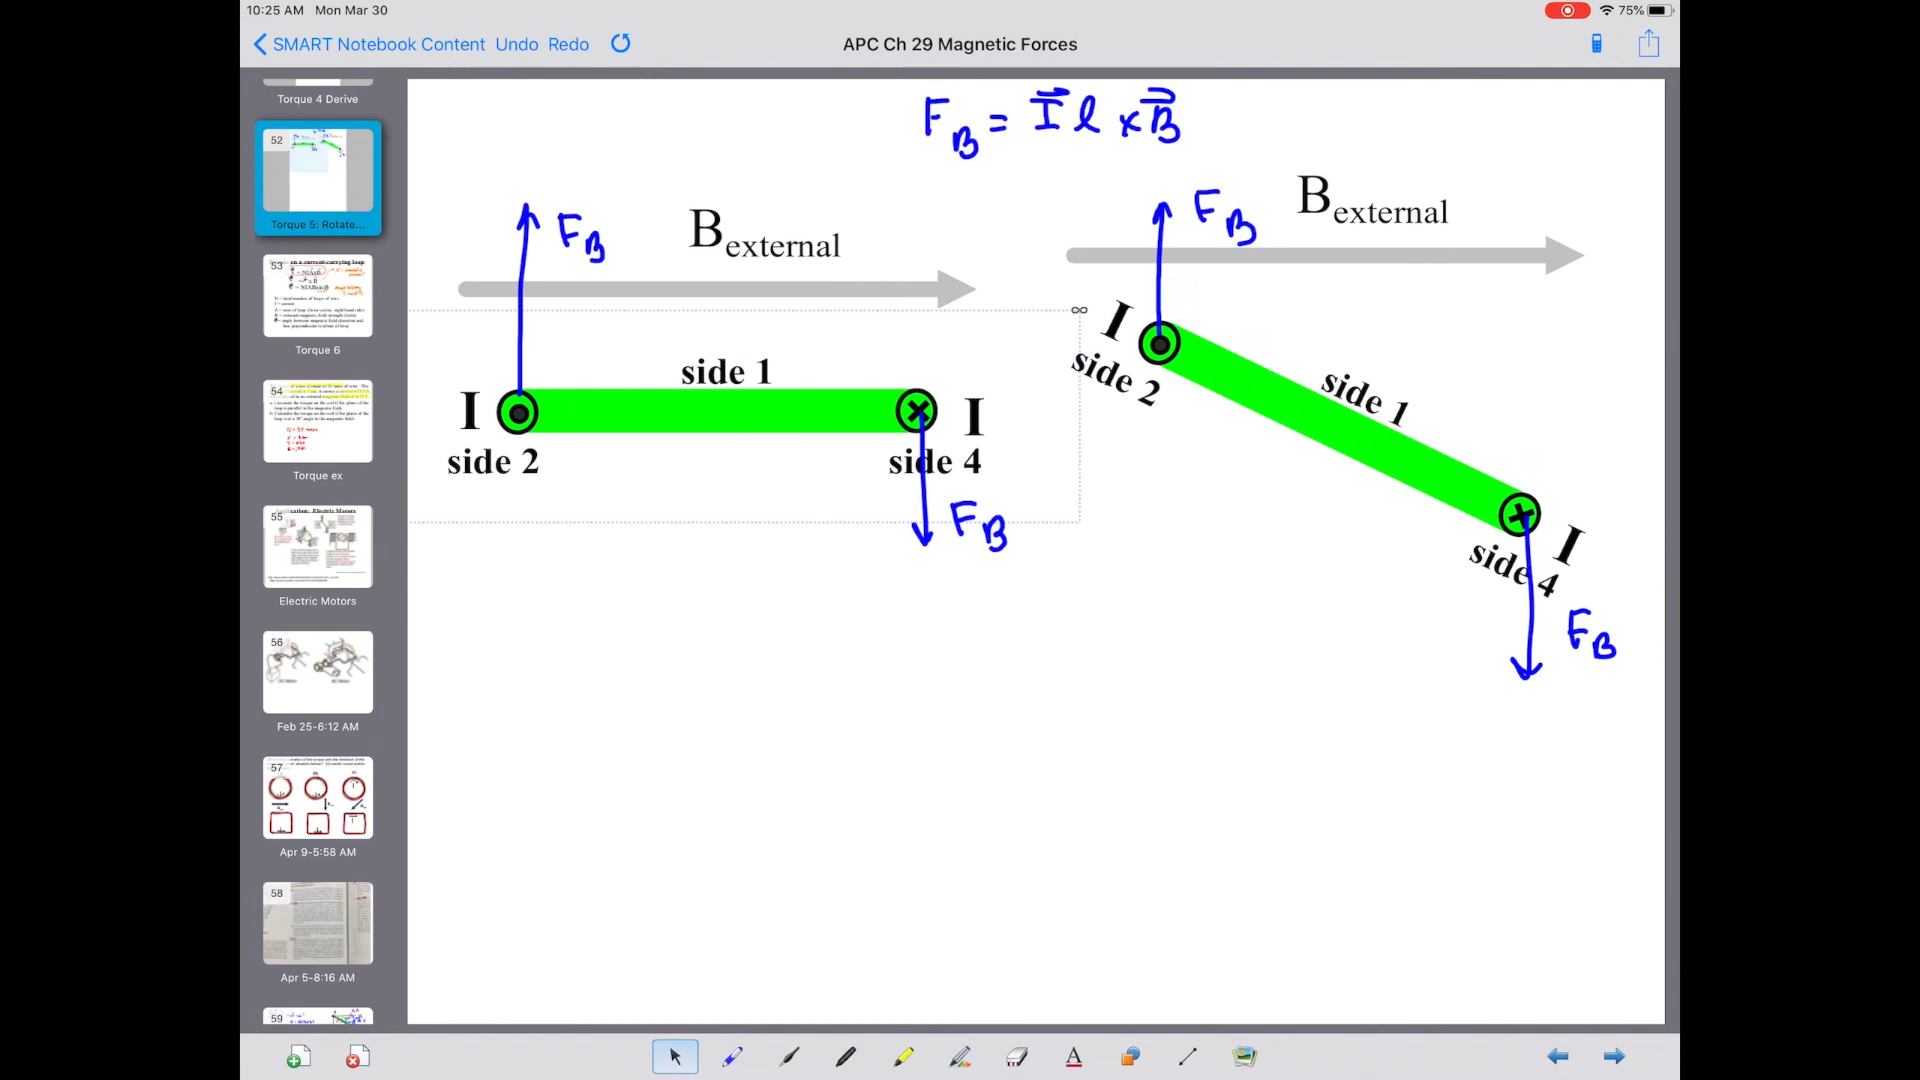 10:25 AM Mon Mar 30
75%
SMART Notebook Content Undo Redo
APC Ch 29 Magnetic Forces
Torque 4 Derive
52
Torque 5: Rotate...
53
Torque 6
54
Torque ex
55
Electric Motors
56
Feb 25-6:12 AM
57
Apr 9-5:58 AM
58
Apr 5-8:16 AM
59
F_B = I l × B
F_B
B_external
side 1
I
I
side 2
side 4
F_B
F_B
B_external
I
side 2
side 1
I
side 4
F_B
∞
A